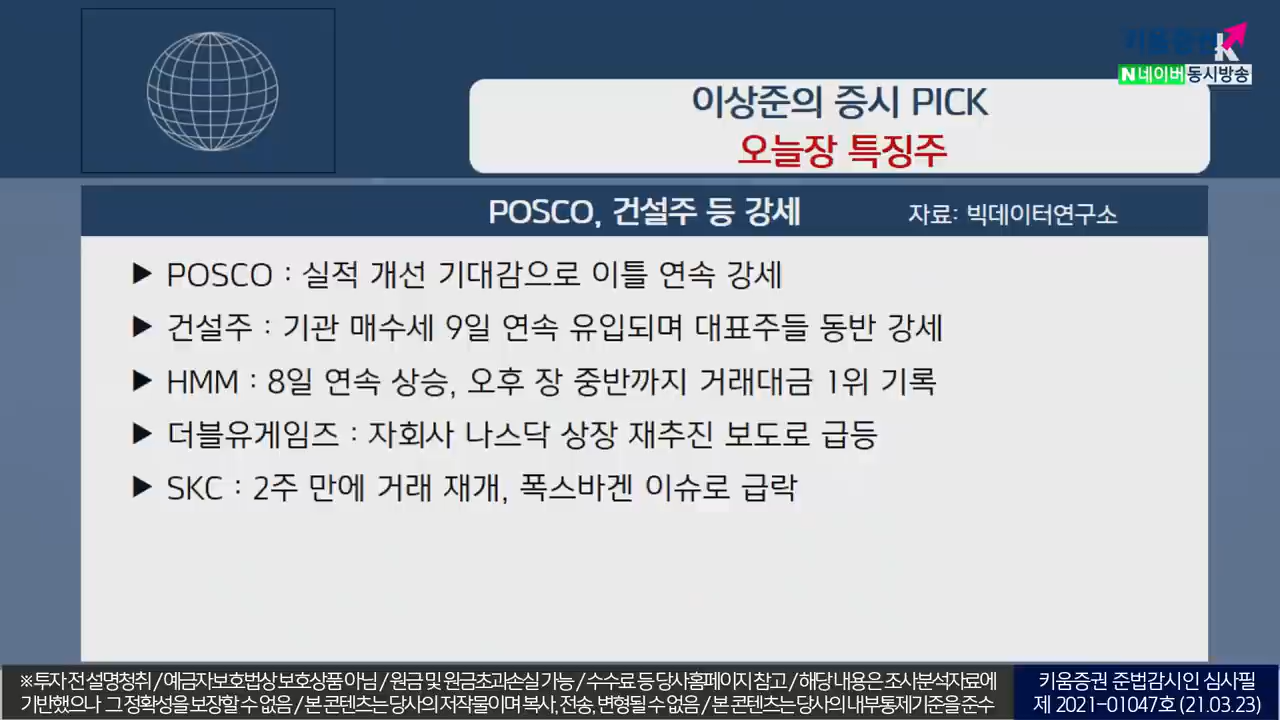 키움증권
N 네이버 동시방송
이상준의 증시 PICK
오늘장 특징주
POSCO, 건설주 등 강세
자료: 빅데이터연구소
▶ POSCO : 실적 개선 기대감으로 이틀 연속 강세
▶ 건설주 : 기관 매수세 9일 연속 유입되며 대표주들 동반 강세
▶ HMM : 8일 연속 상승, 오후 장 중반까지 거래대금 1위 기록
▶ 더블유게임즈 : 자회사 나스닥 상장 재추진 보도로 급등
▶ SKC : 2주 만에 거래 재개, 폭스바겐 이슈로 급락
※투자 전 설명청취 / 예금자보호법상 보호상품 아님 / 원금 및 원금초과손실 가능 / 수수료 등 당사홈페이지 참고 / 해당 내용은 조사분석자료에
기반했으나 그 정확성을 보장할 수 없음 / 본 콘텐츠는 당사의 저작물이며 복사, 전송, 변형될 수 없음 / 본 콘텐츠는 당사의 내부통제기준을 준수
키움증권 준법감시인 심사필
제 2021-01047호 (21.03.23)